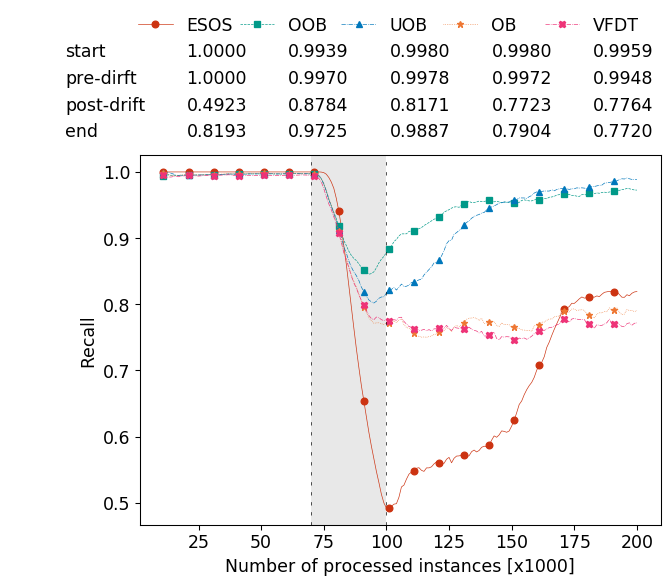 ESOS OOB UOB OB VFDT
start 1.0000 0.9939 0.9980 0.9980 0.9959
pre-dirft 1.0000 0.9970 0.9978 0.9972 0.9948
post-drift 0.4923 0.8784 0.8171 0.7723 0.7764
end 0.8193 0.9725 0.9887 0.7904 0.7720
1.0
0.9
0.8
0.7
0.6
0.5
Recall
25 50 75 100 125 150 175 200
Number of processed instances [x1000]